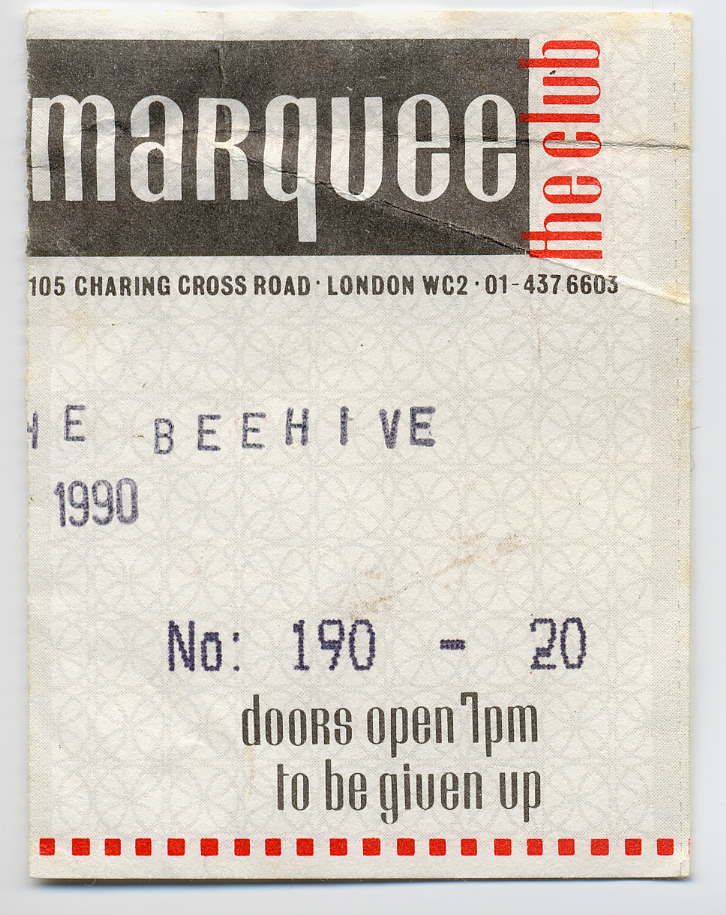 marquee
the club
105 CHARING CROSS ROAD · LONDON WC2 · 01-437 6603
HE BEEHIVE
1990
No: 190 - 20
doors open 7pm
to be given up